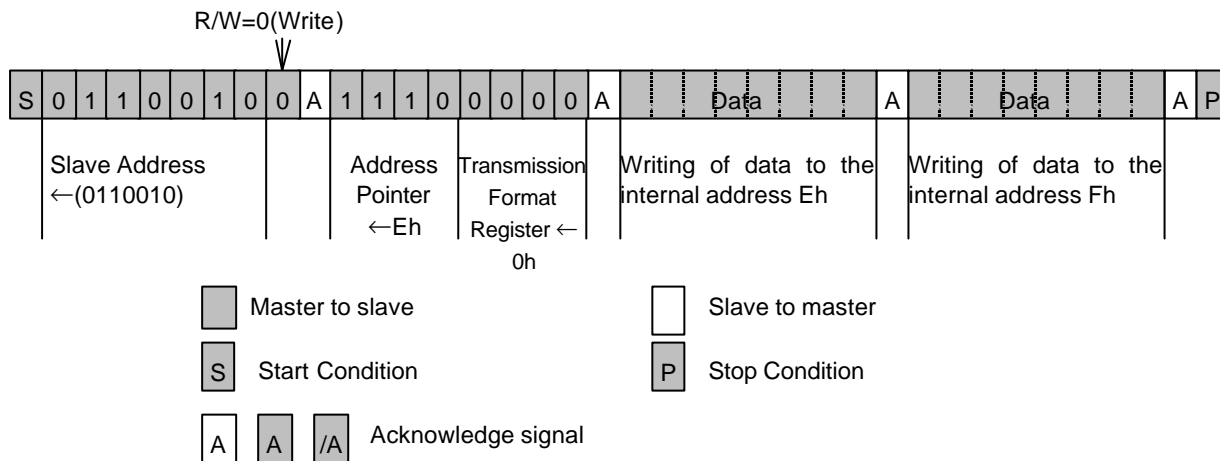 R/W=0(Write)
S 0 1 1 0 0 1 0 0 A 1 1 1 0 0 0 0 0 A Data A Data A P
Slave Address
←(0110010)
Address
Pointer
←Eh
Transmission
Format
Register ←
0h
Writing of data to the
internal address Eh
Writing of data to the
internal address Fh
Master to slave
Slave to master
S Start Condition
P Stop Condition
A A /A Acknowledge signal